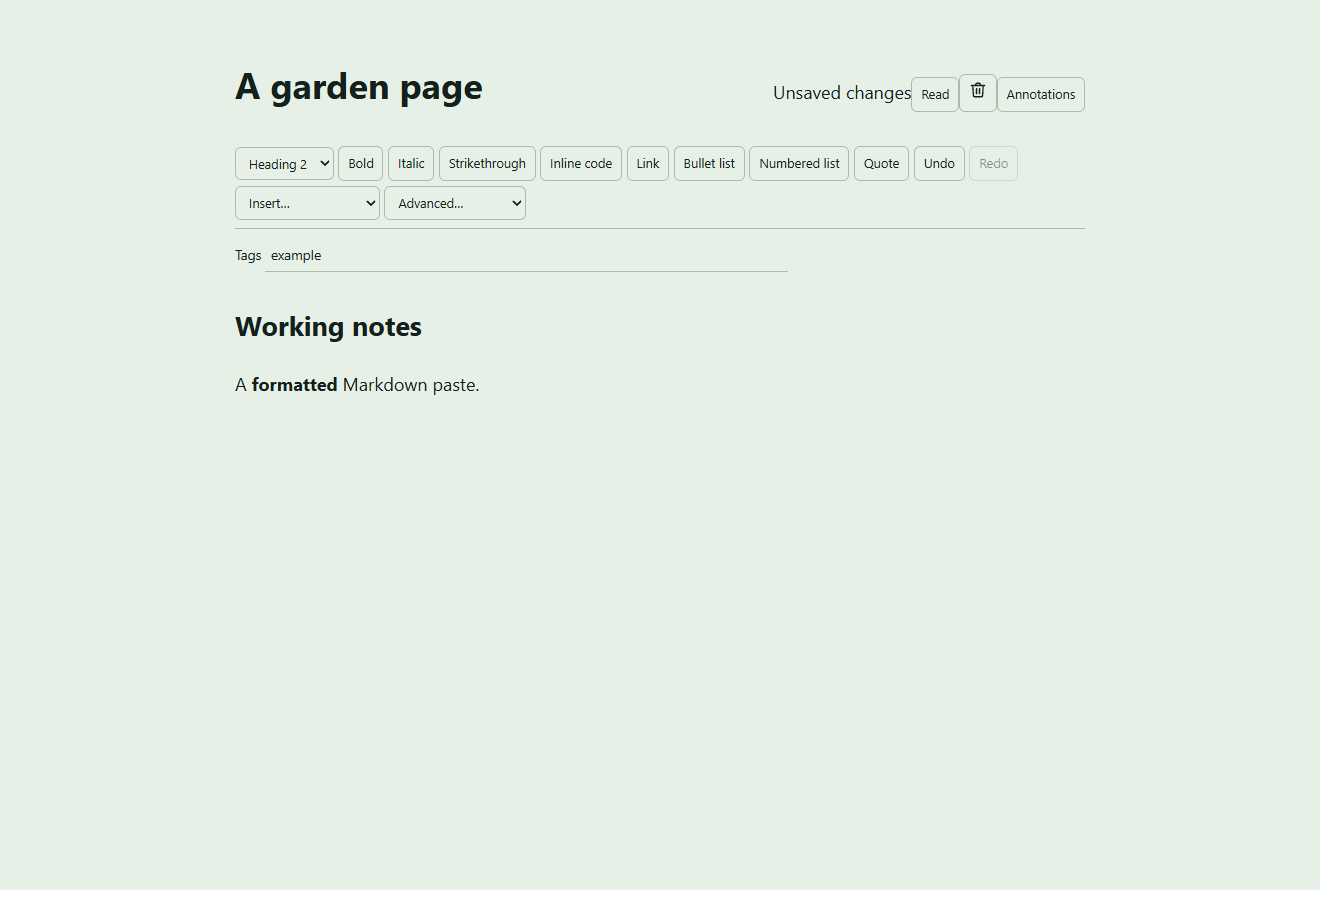 A garden page
Unsaved changes Read Annotations
Heading 2 Bold Italic Strikethrough Inline code Link Bullet list Numbered list Quote Undo Redo
Insert... Advanced...
Tags example
Working notes
A formatted Markdown paste.